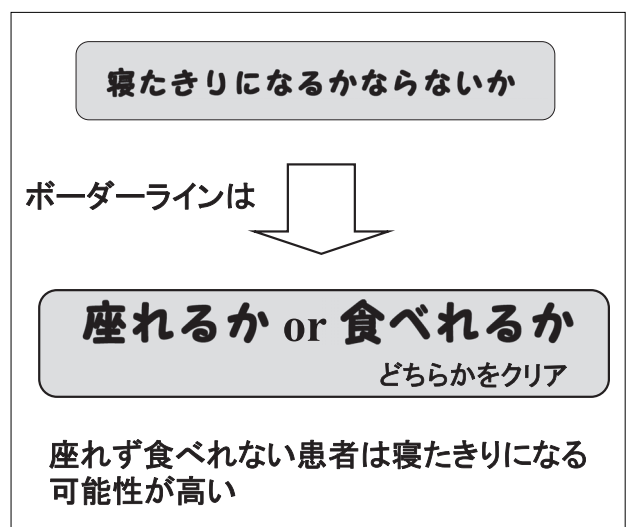 寝たきりになるかならないか
ボーダーラインは
座れるか or 食べれるか
どちらかをクリア
座れず食べれない患者は寝たきりになる
可能性が高い